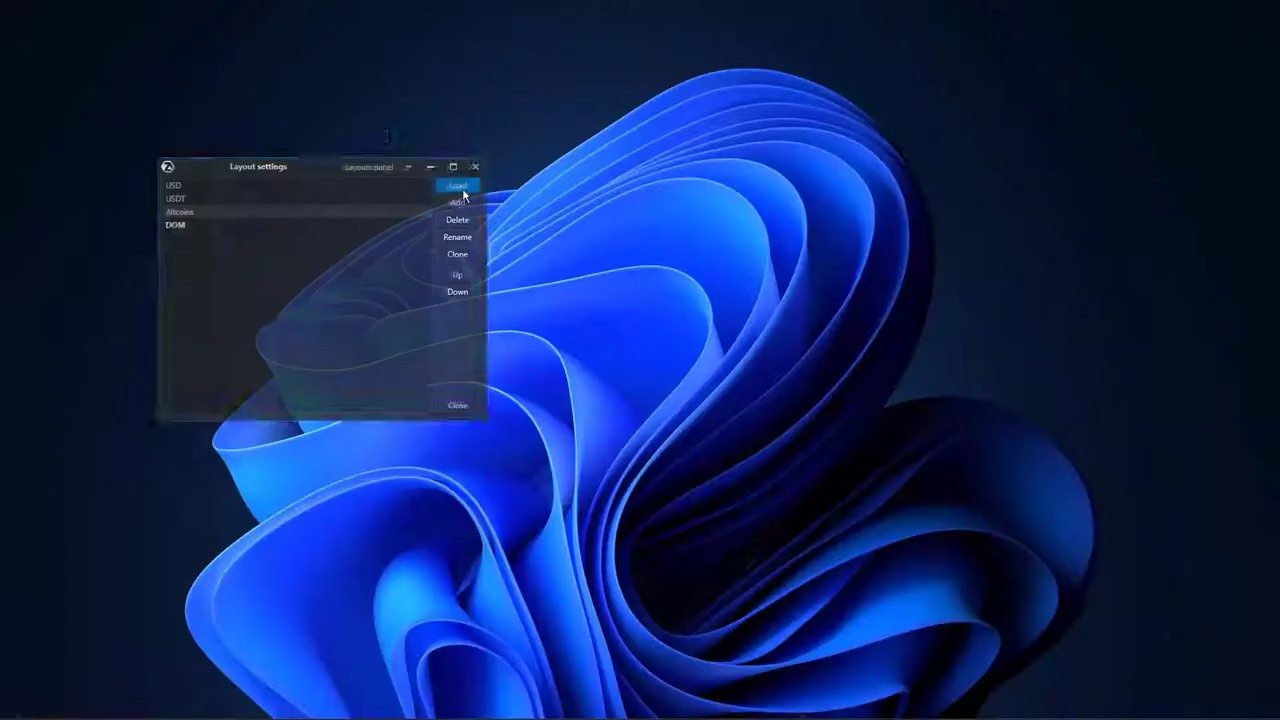 Layout settings
Layouts panel
USD
USDT
Altcoins
DOM
Load
Add
Delete
Rename
Clone
Up
Down
Close